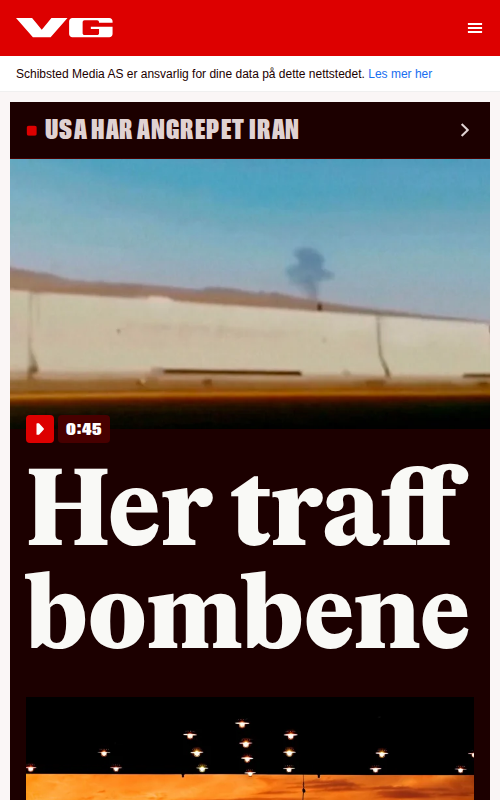 VG
Schibsted Media AS er ansvarlig for dine data på dette nettstedet. Les mer her
USA HAR ANGREPET IRAN
0:45
Her traff
bombene